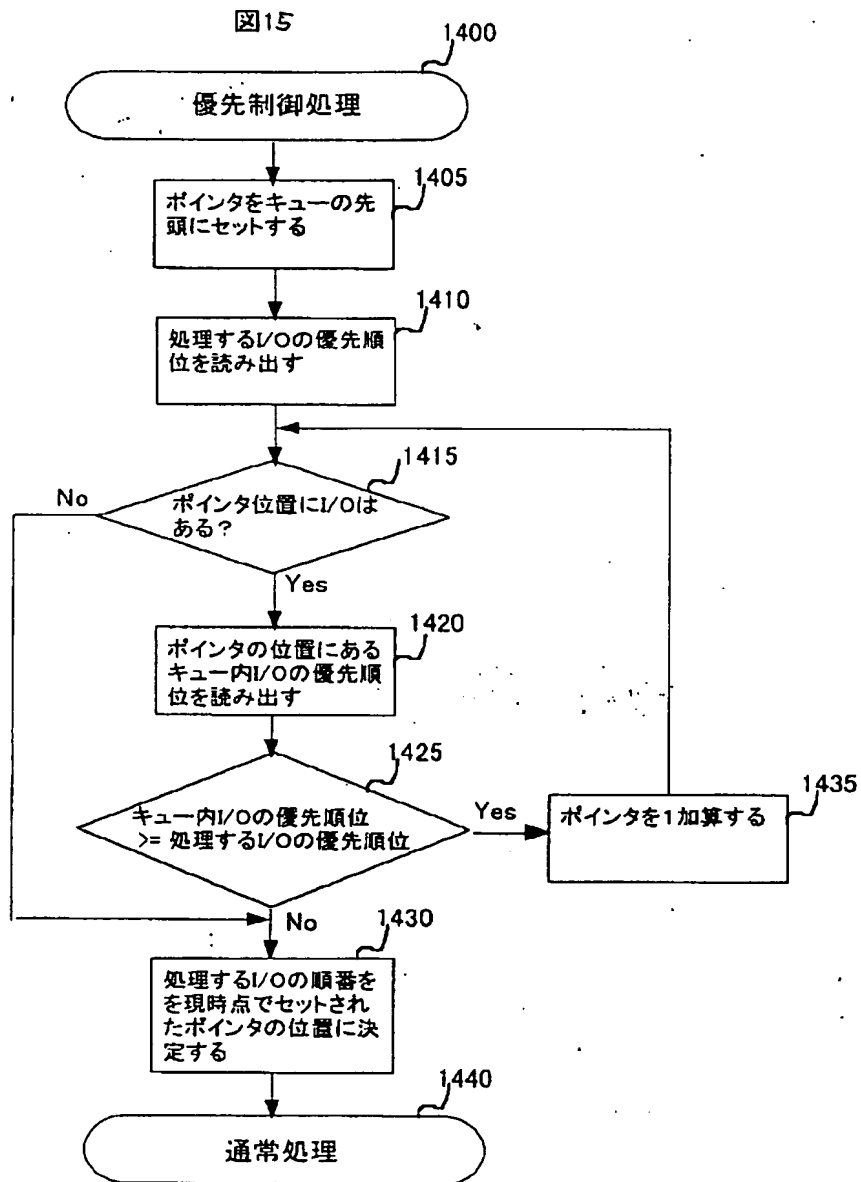 図15
1400
優先制御処理
1405
ポインタをキューの先
頭にセットする
1410
処理するI/Oの優先順
位を読み出す
1415
ポインタ位置にI/Oは
ある?
No
Yes
1420
ポインタの位置にある
キュー内I/Oの優先順
位を読み出す
1425
キュー内I/Oの優先順位
>= 処理するI/Oの優先順位
Yes
1435
ポインタを1加算する
No
1430
処理するI/Oの順番を
を現時点でセットされ
たポインタの位置に決
定する
1440
通常処理